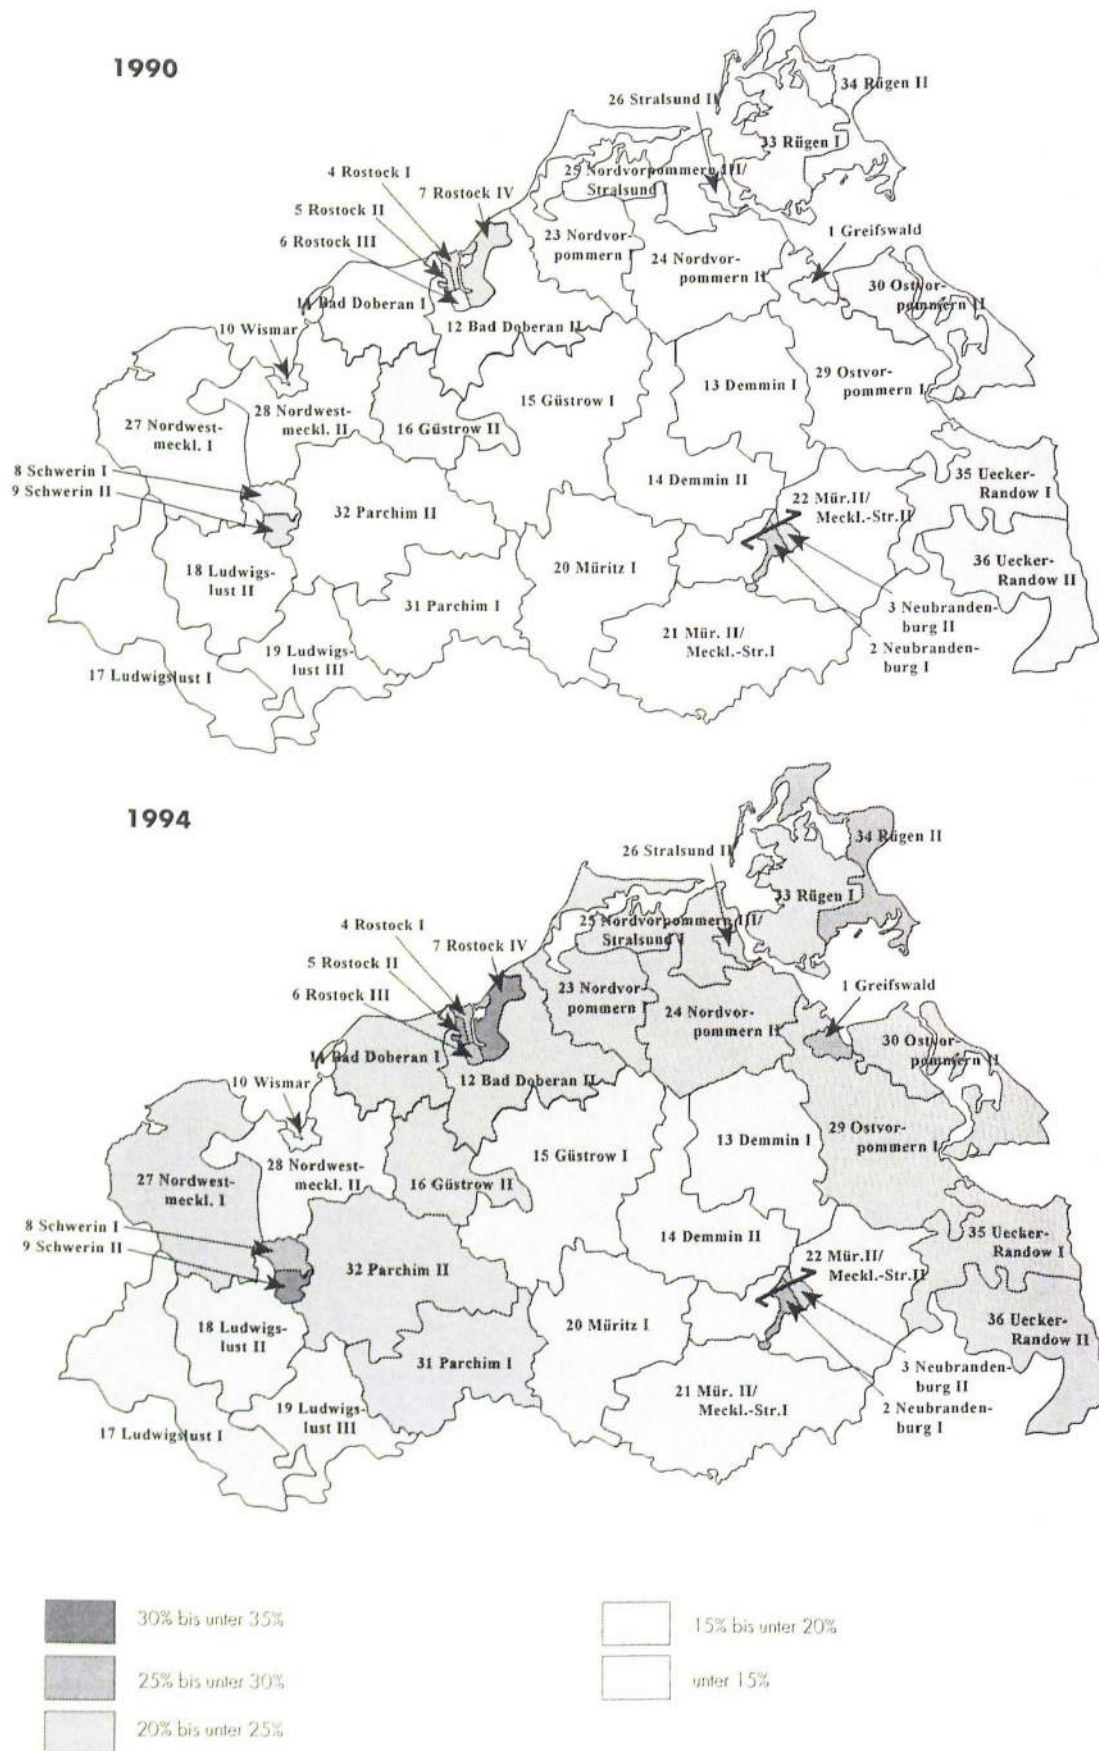 1990
34 Rügen II
26 Stralsund II
33 Rügen I
25 Nordvorpommern III/
Stralsund I
4 Rostock I
7 Rostock IV
5 Rostock II
6 Rostock III
23 Nordvor-
pommern I
24 Nordvor-
pommern II
1 Greifswald
30 Ostvor-
pommern II
11 Bad Doberan I
12 Bad Doberan II
10 Wismar
13 Demmin I
29 Ostvor-
pommern I
15 Güstrow I
28 Nordwest-
meckl. II
16 Güstrow II
27 Nordwest-
meckl. I
8 Schwerin I
9 Schwerin II
14 Demmin II
35 Uecker-
Randow I
22 Mür.II/
Meckl.-Str.II
32 Parchim II
18 Ludwigs-
lust II
20 Müritz I
36 Uecker-
Randow II
31 Parchim I
3 Neubranden-
burg II
21 Mür. II/
Meckl.-Str.I
2 Neubranden-
burg I
19 Ludwigs-
lust III
17 Ludwigslust I
1994
34 Rügen II
26 Stralsund II
33 Rügen I
25 Nordvorpommern III/
Stralsund I
4 Rostock I
7 Rostock IV
5 Rostock II
6 Rostock III
23 Nordvor-
pommern I
24 Nordvor-
pommern II
1 Greifswald
30 Ostvor-
pommern II
11 Bad Doberan I
12 Bad Doberan II
10 Wismar
13 Demmin I
29 Ostvor-
pommern I
15 Güstrow I
28 Nordwest-
meckl. II
16 Güstrow II
27 Nordwest-
meckl. I
8 Schwerin I
9 Schwerin II
14 Demmin II
35 Uecker-
Randow I
22 Mür.II/
Meckl.-Str.II
32 Parchim II
18 Ludwigs-
lust II
20 Müritz I
36 Uecker-
Randow II
31 Parchim I
3 Neubranden-
burg II
21 Mür. II/
Meckl.-Str.I
2 Neubranden-
burg I
19 Ludwigs-
lust III
17 Ludwigslust I
30% bis unter 35%
15% bis unter 20%
25% bis unter 30%
unter 15%
20% bis unter 25%